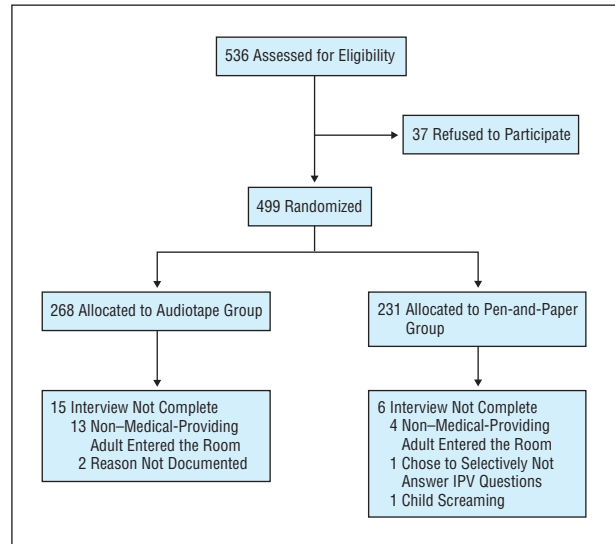 536 Assessed for Eligibility
37 Refused to Participate
499 Randomized
268 Allocated to Audiotape Group
231 Allocated to Pen-and-Paper
Group
15 Interview Not Complete
13 Non–Medical-Providing
Adult Entered the Room
2 Reason Not Documented
6 Interview Not Complete
4 Non–Medical-Providing
Adult Entered the Room
1 Chose to Selectively Not
Answer IPV Questions
1 Child Screaming